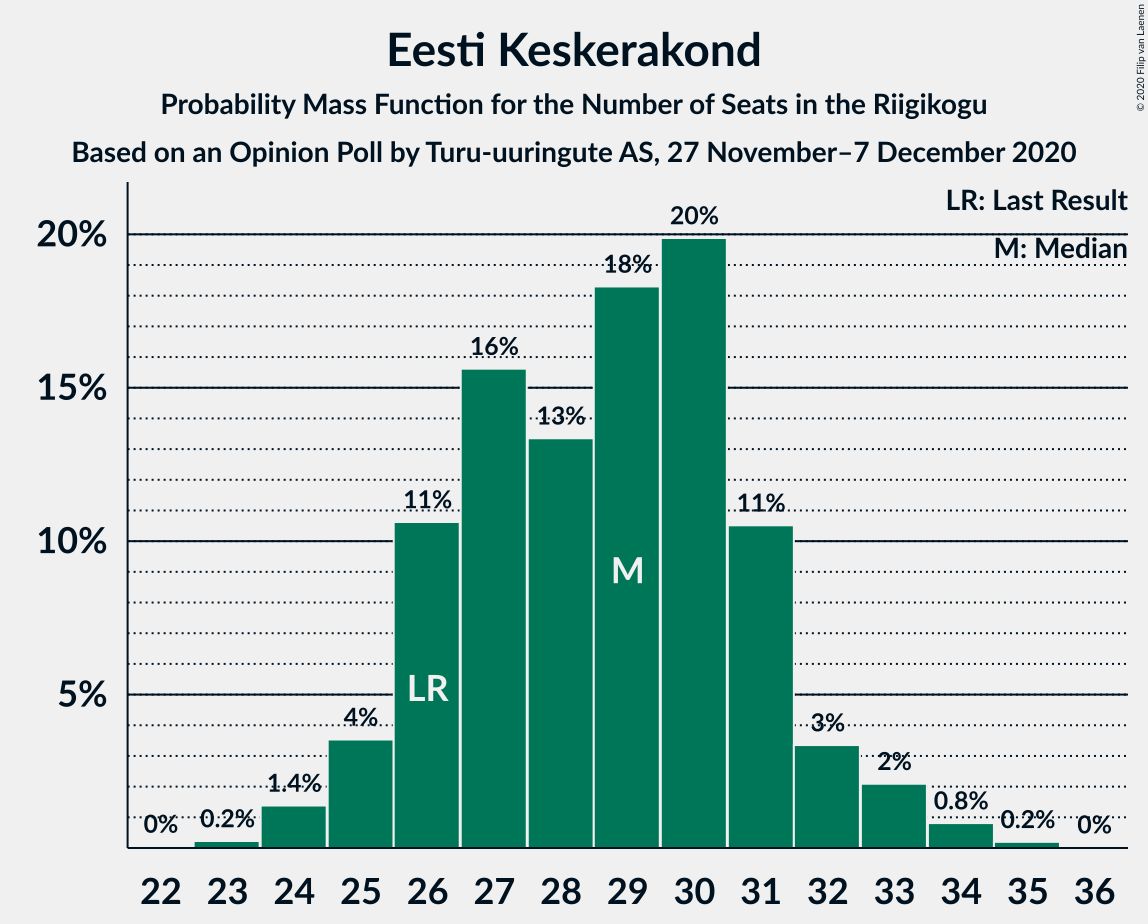 Eesti Keskerakond
Probability Mass Function for the Number of Seats in the Riigikogu
Based on an Opinion Poll by Turu-uuringute AS, 27 November–7 December 2020
© 2020 Filip van Laenen
LR: Last Result
M: Median
20%
15%
10%
5%
0%
0.2%
1.4%
4%
11%
16%
13%
18%
20%
11%
3%
2%
0.8%
0.2%
0%
LR
M
22 23 24 25 26 27 28 29 30 31 32 33 34 35 36